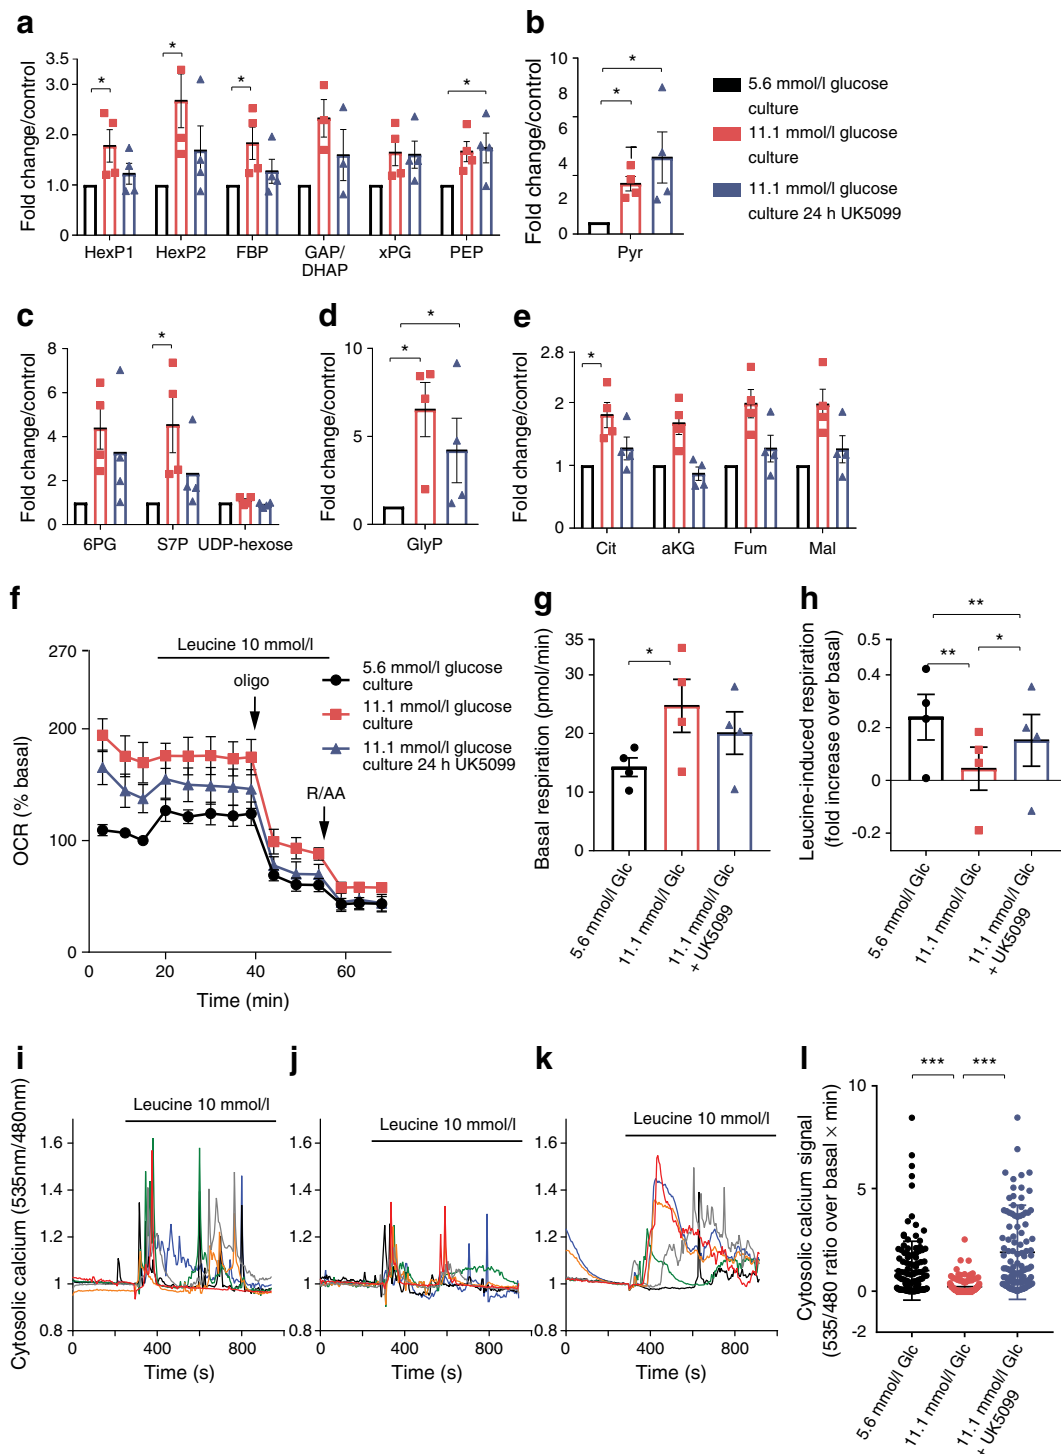 a
Fold change/control
3.5
3.0
2.0
1.0
0
* * * *
HexP1 HexP2 FBP GAP/ xPG PEP
DHAP
b
Fold change/control
10
8
6
4
2
0
*
*
Pyr
5.6 mmol/l glucose
culture
11.1 mmol/l glucose
culture
11.1 mmol/l glucose
culture 24 h UK5099
c
Fold change/control
8
6
4
2
0
*
6PG S7P UDP-hexose
d
Fold change/control
10
5
0
*
*
GlyP
e
Fold change/control
2.8
2
1
0
*
Cit aKG Fum Mal
f
OCR (% basal)
270
200
100
0
Leucine 10 mmol/l
oligo
R/AA
5.6 mmol/l glucose
culture
11.1 mmol/l glucose
culture
11.1 mmol/l glucose
culture 24 h UK5099
0 20 40 60
Time (min)
g
Basal respiration (pmol/min)
35
30
20
10
0
*
5.6 mmol/l Glc
11.1 mmol/l Glc
11.1 mmol/l Glc
+ UK5099
h
Leucine-induced respiration
(fold increase over basal)
0.5
0.4
0.2
0
-0.2
**
** *
5.6 mmol/l Glc
11.1 mmol/l Glc
11.1 mmol/l Glc
+ UK5099
i
Cytosolic calcium (535nm/480nm)
Leucine 10 mmol/l
1.6
1.4
1.2
1.0
0.8
0 400 800
Time (s)
j
Leucine 10 mmol/l
1.6
1.4
1.2
1.0
0.8
0 400 800
Time (s)
k
Leucine 10 mmol/l
1.6
1.4
1.2
1.0
0.8
0 400 800
Time (s)
l
Cytosolic calcium signal
(535/480 ratio over basal × min)
10
5
0
-2
*** ***
5.6 mmol/l Glc
11.1 mmol/l Glc
11.1 mmol/l Glc
+ UK5099